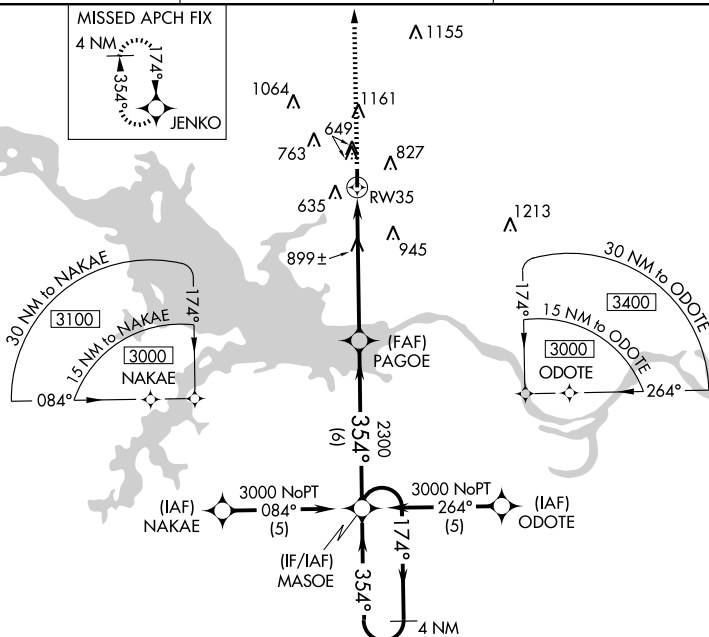 MISSED APCH FIX
4 NM
174°
354°
JENKO
1155
1064
1161
649
763
827
635
RW35
1213
945
899±
30 NM to NAKAE
3100
15 NM to NAKAE
3000
174°
NAKAE
084°
(FAF)
PAGOE
30 NM to ODOTE
3400
174°
15 NM to ODOTE
3000
ODOTE
264°
2300
354°
(6)
3000 NoPT
(IAF)
084°
NAKAE
(5)
3000 NoPT
264°
(IAF)
(5)
ODOTE
(IF/IAF)
MASOE
174°
354°
4 NM